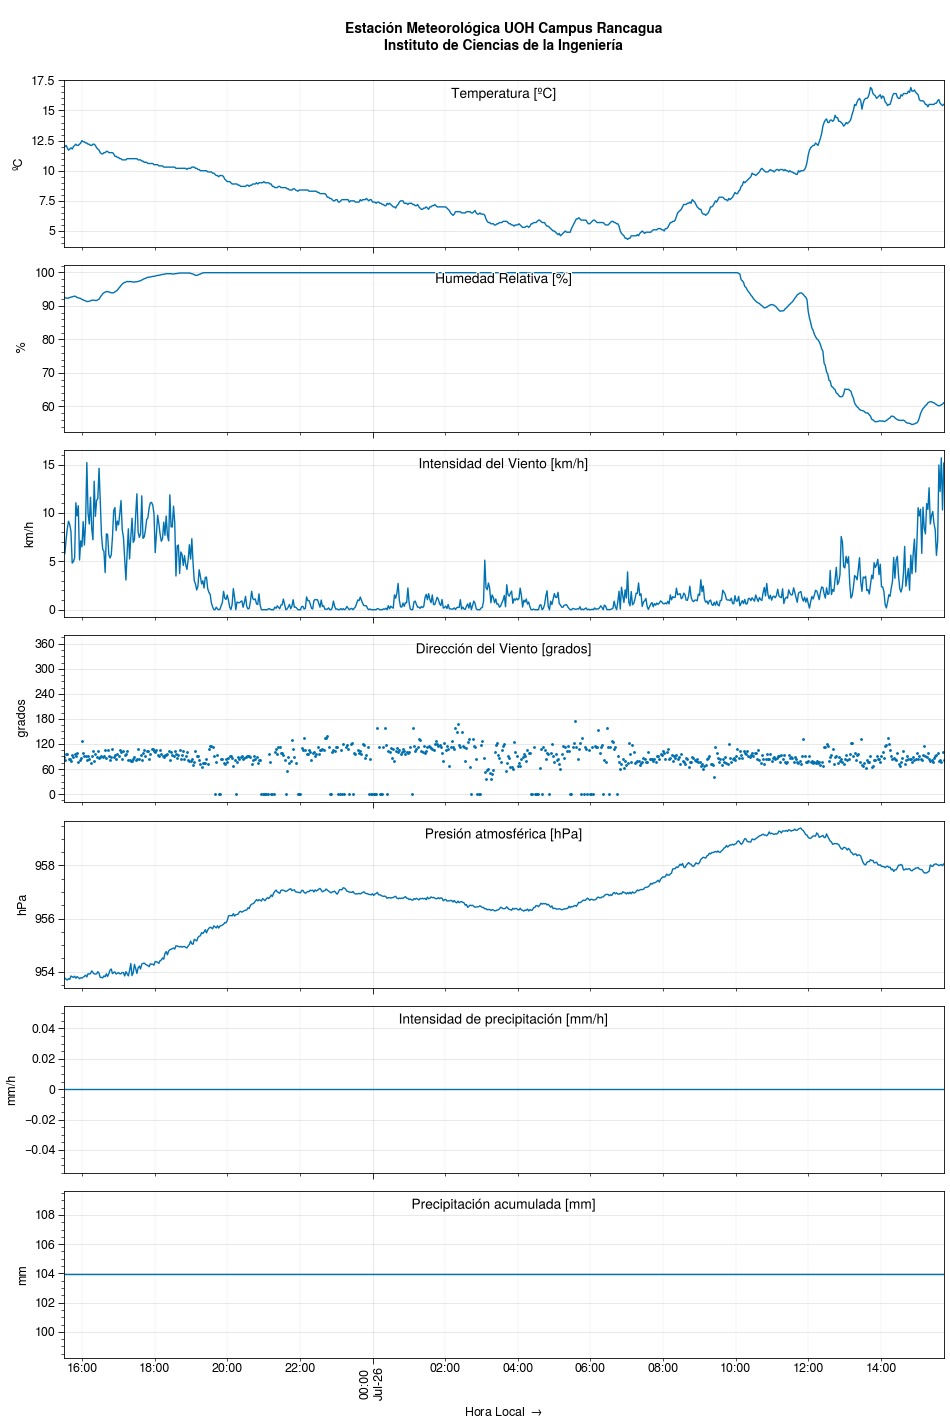 Estación Meteorológica UOH Campus Rancagua
Instituto de Ciencias de la Ingeniería
Temperatura [ºC]
17.5
15
12.5
10
7.5
5
ºC
Humedad Relativa [%]
100
90
80
70
60
%
Intensidad del Viento [km/h]
15
10
5
0
km/h
Dirección del Viento [grados]
360
300
240
180
120
60
0
grados
Presión atmosférica [hPa]
958
956
954
hPa
Intensidad de precipitación [mm/h]
0.04
0.02
0
−0.02
−0.04
mm/h
Precipitación acumulada [mm]
108
106
104
102
100
mm
16:00 18:00 20:00 22:00 00:00 02:00 04:00 06:00 08:00 10:00 12:00 14:00
Jul-26
Hora Local →